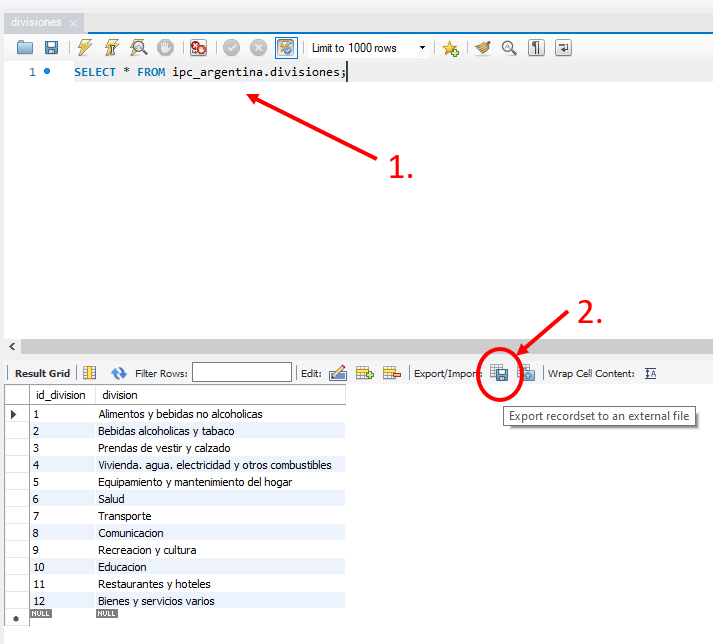 divisiones
Limit to 1000 rows
1 SELECT * FROM ipc_argentina.divisiones;
1.
2.
Result Grid Filter Rows: Edit: Export/Import: Wrap Cell Content:
Export recordset to an external file
id_division division
1 Alimentos y bebidas no alcoholicas
2 Bebidas alcoholicas y tabaco
3 Prendas de vestir y calzado
4 Vivienda. agua. electricidad y otros combustibles
5 Equipamiento y mantenimiento del hogar
6 Salud
7 Transporte
8 Comunicacion
9 Recreacion y cultura
10 Educacion
11 Restaurantes y hoteles
12 Bienes y servicios varios
NULL NULL